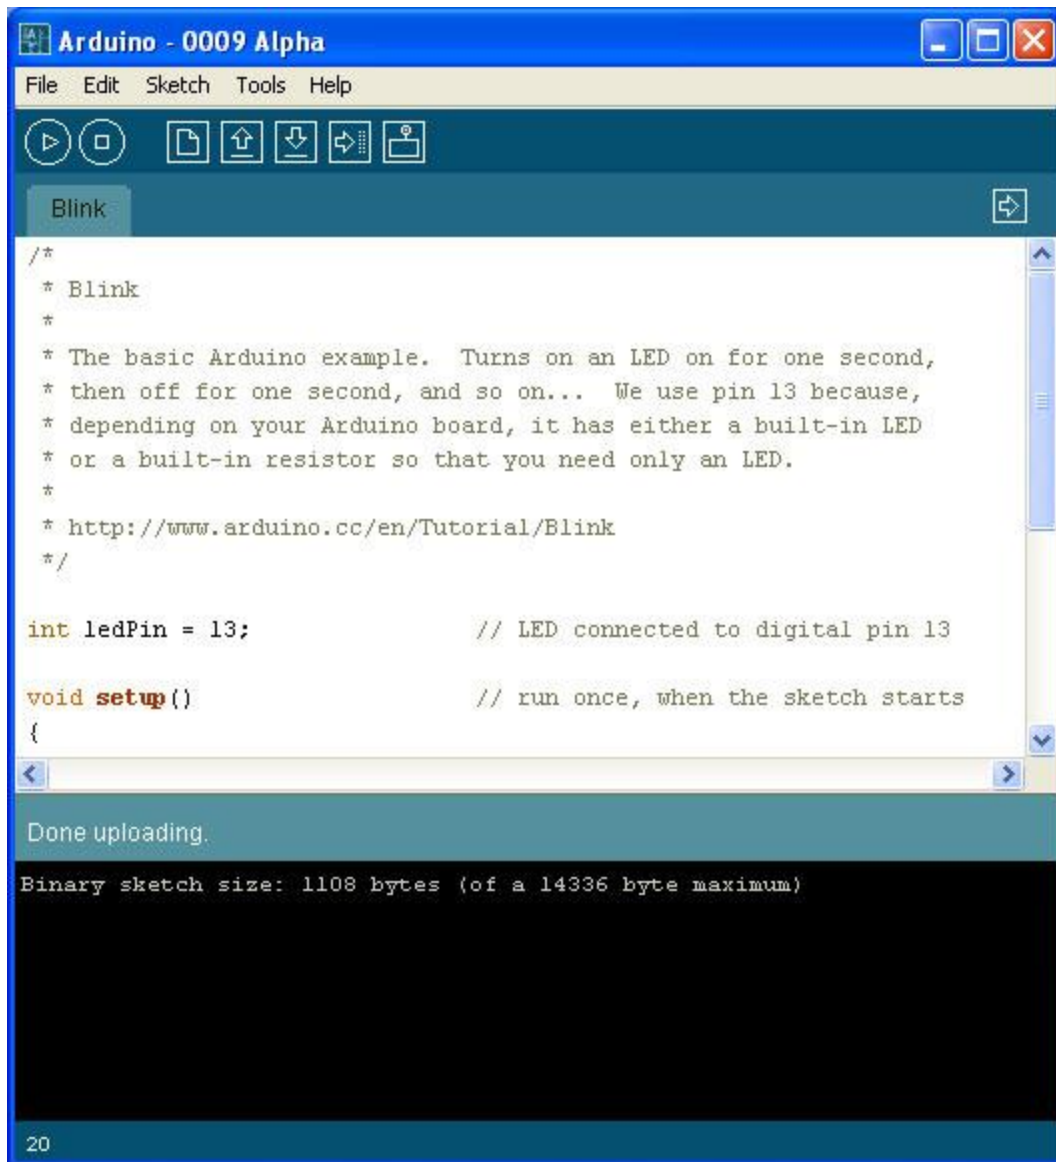 Arduino - 0009 Alpha
File Edit Sketch Tools Help
Blink
/*
 * Blink
 *
 * The basic Arduino example.  Turns on an LED on for one second,
 * then off for one second, and so on...  We use pin 13 because,
 * depending on your Arduino board, it has either a built-in LED
 * or a built-in resistor so that you need only an LED.
 *
 * http://www.arduino.cc/en/Tutorial/Blink
 */
int ledPin = 13;                // LED connected to digital pin 13
void setup()                    // run once, when the sketch starts
{
Done uploading.
Binary sketch size: 1108 bytes (of a 14336 byte maximum)
20